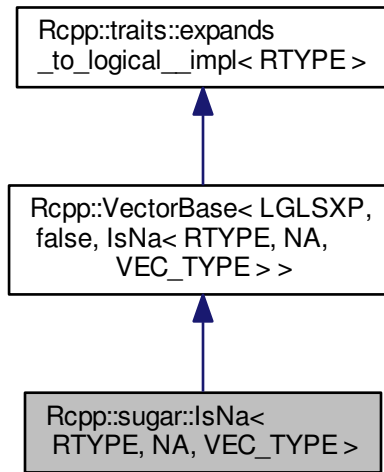 Rcpp::traits::expands
_to_logical__impl< RTYPE >
Rcpp::VectorBase< LGLSXP,
false, IsNa< RTYPE, NA,
VEC_TYPE > >
Rcpp::sugar::IsNa<
RTYPE, NA, VEC_TYPE >